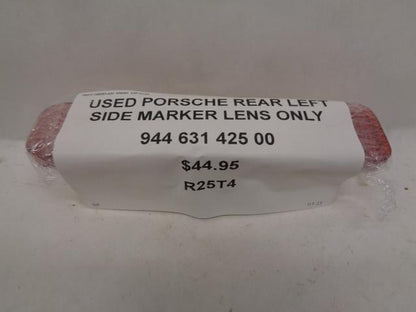 USED PORSCHE REAR LEFT
SIDE MARKER LENS ONLY
944 631 425 00
$44.95
R25T4